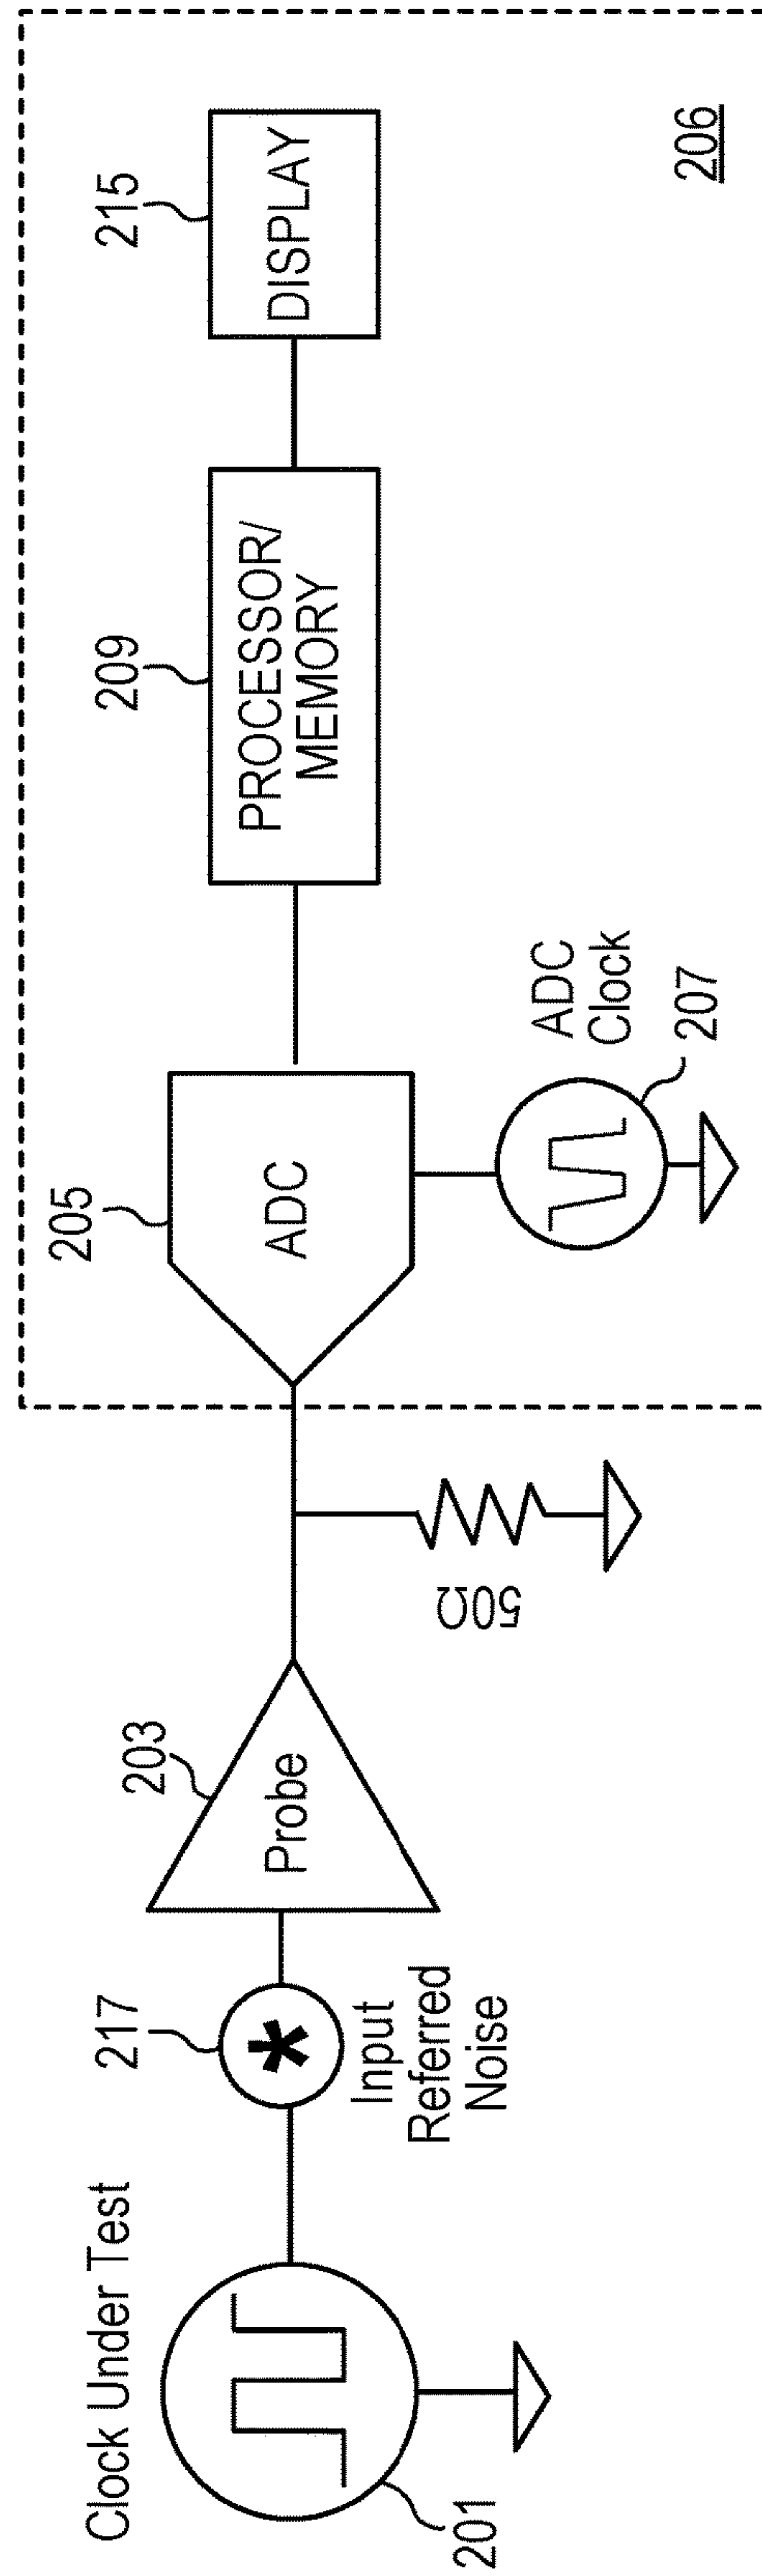 Clock Under Test
201
217
Input
Referred
Noise
203
Probe
50Ω
205
ADC
ADC
Clock
207
209
PROCESSOR/
MEMORY
215
DISPLAY
206